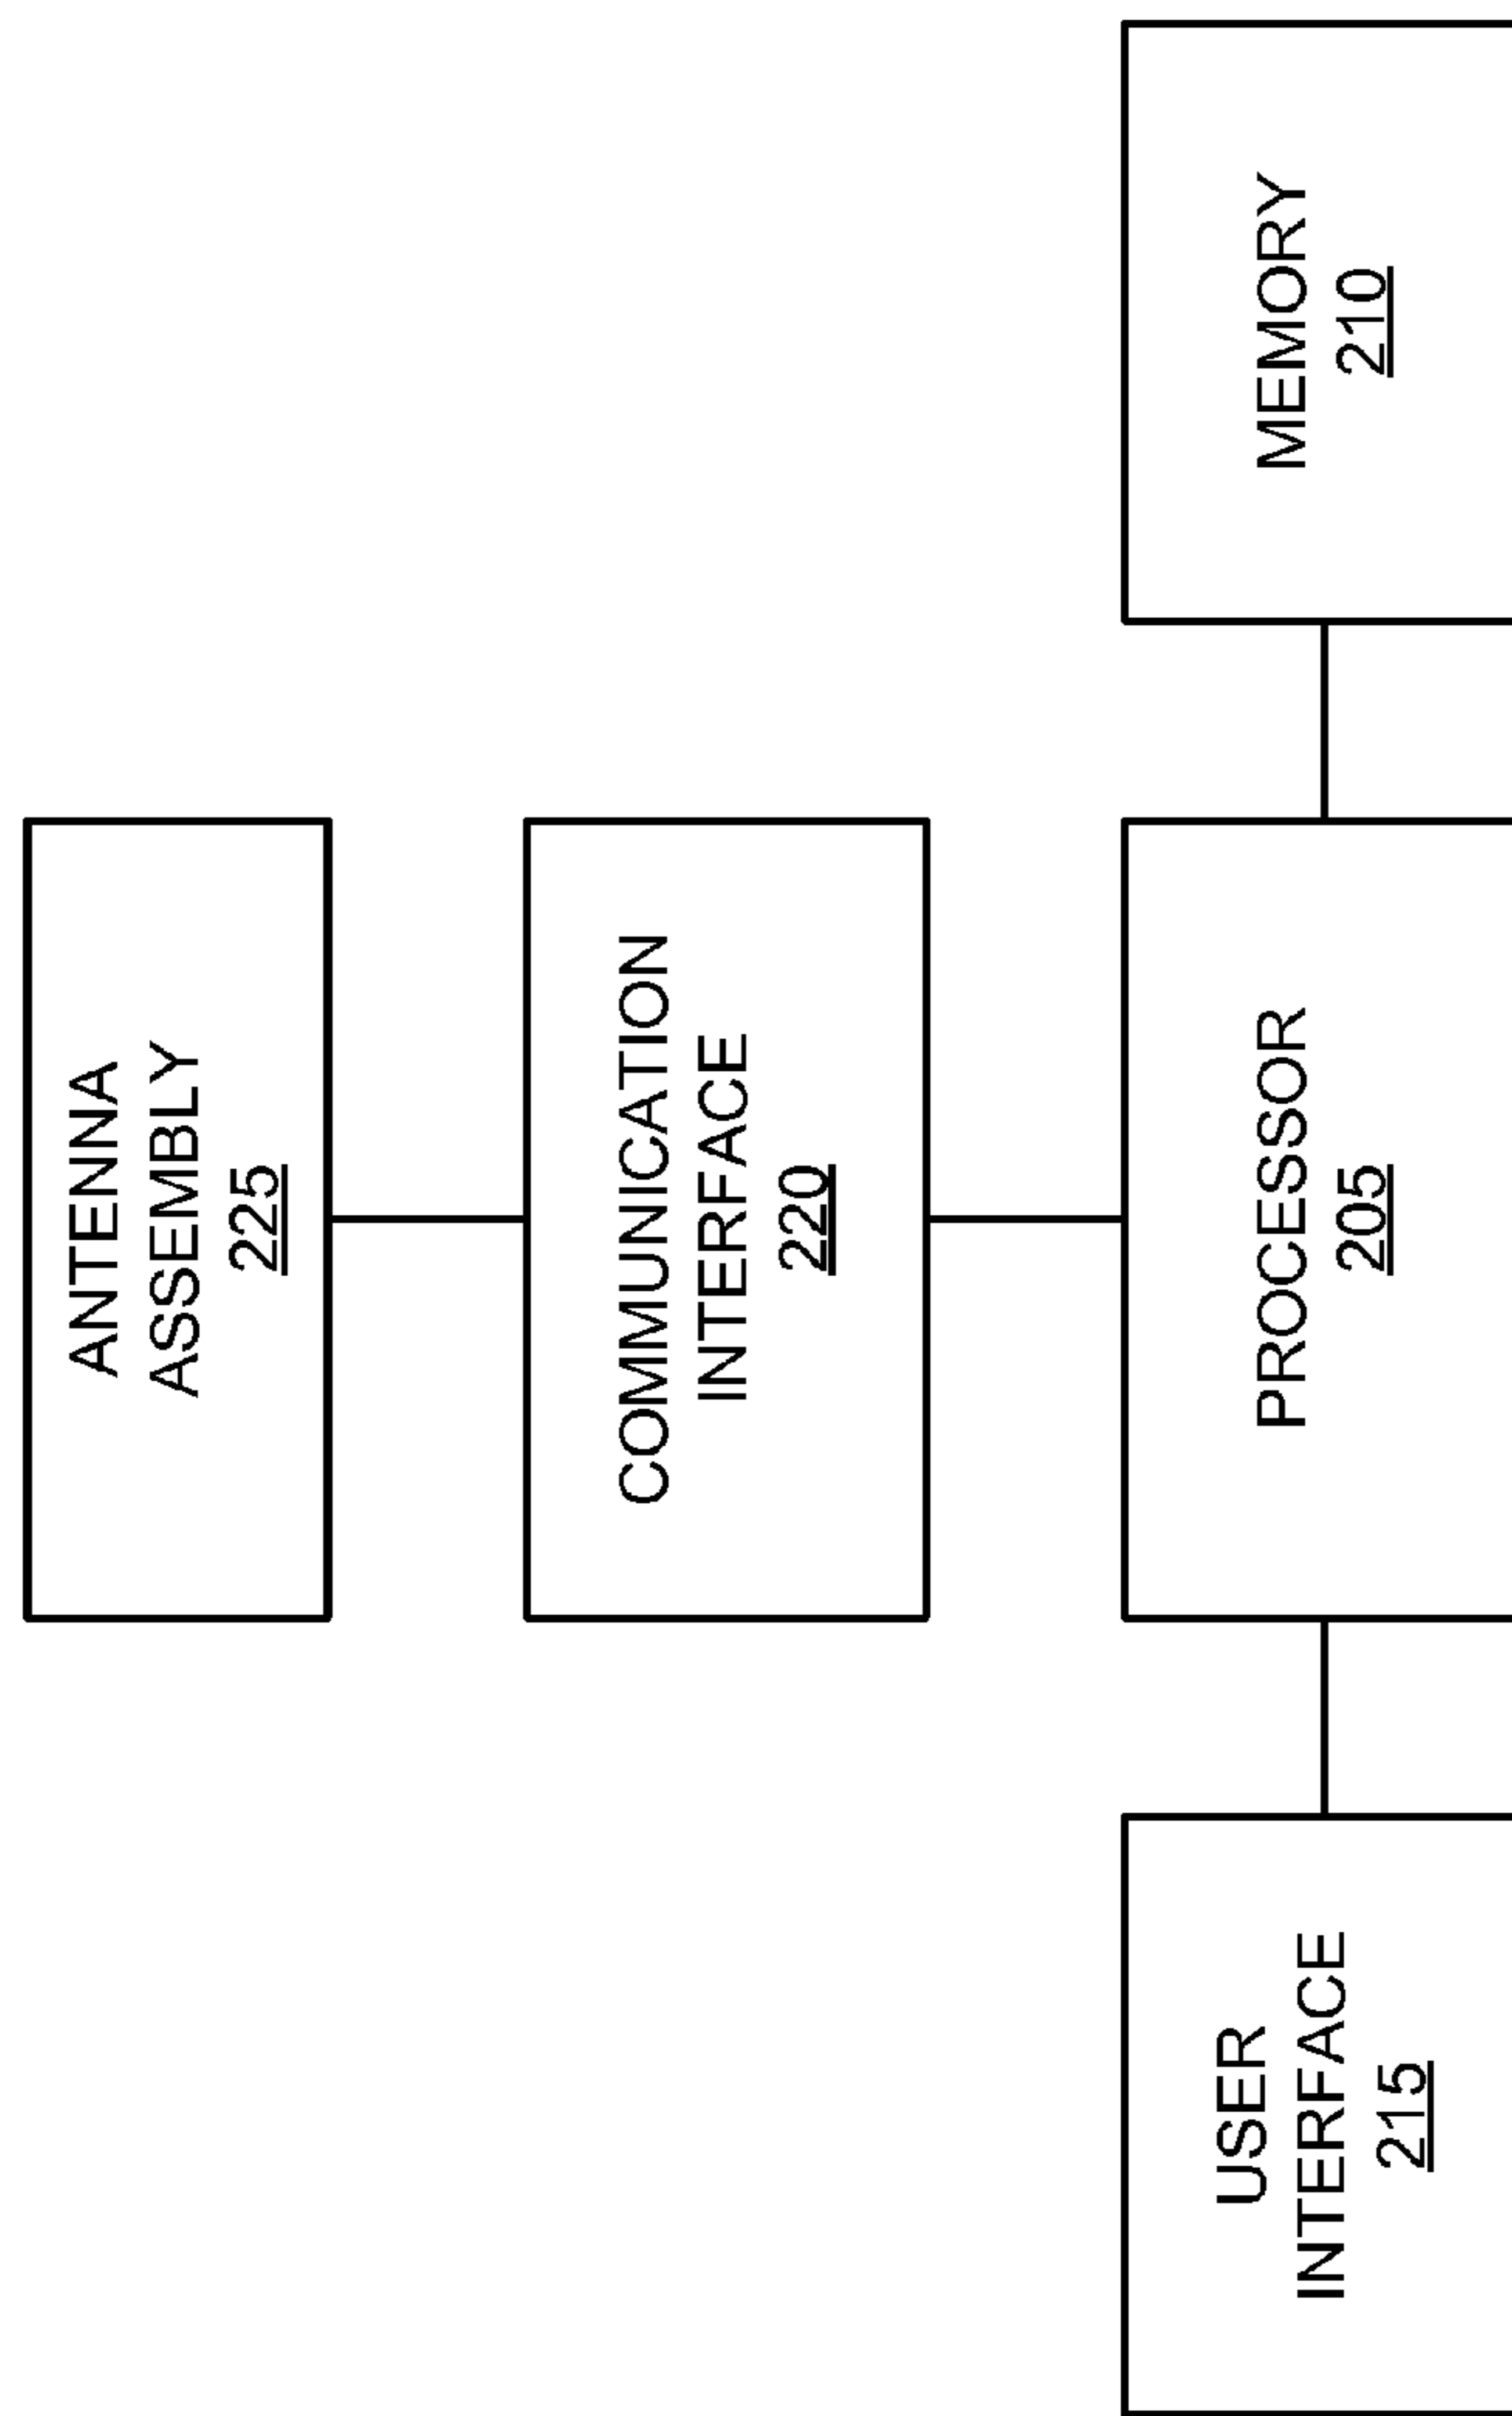 ANTENNA
ASSEMBLY
225
COMMUNICATION
INTERFACE
220
USER
INTERFACE
215
PROCESSOR
205
MEMORY
210